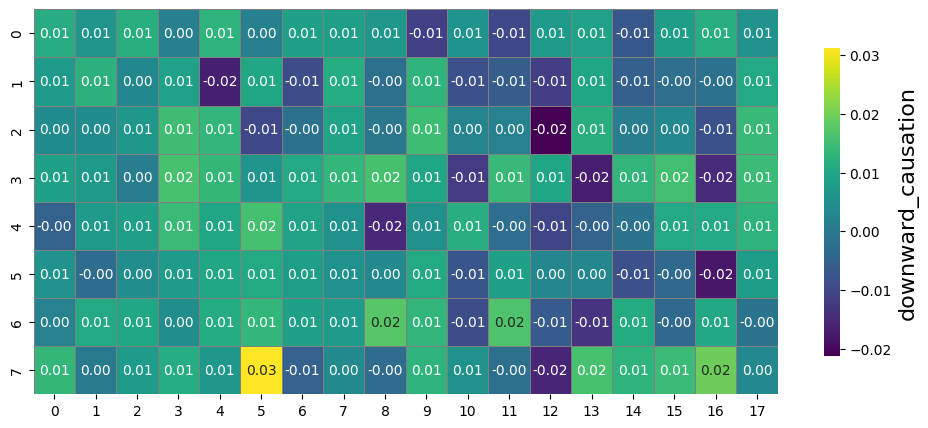 0 0.01 0.01 0.01 0.00 0.01 0.00 0.01 0.01 0.01 -0.01 0.01 -0.01 0.01 0.01 -0.01 0.01 0.01 0.01
1 0.01 0.01 0.00 0.01 -0.02 0.01 -0.01 0.01 -0.00 0.01 -0.01 -0.01 -0.01 0.01 -0.01 -0.00 -0.00 0.01
2 0.00 0.00 0.01 0.01 0.01 -0.01 -0.00 0.01 -0.00 0.01 0.00 0.00 -0.02 0.01 0.00 0.00 -0.01 0.01
3 0.01 0.01 0.00 0.02 0.01 0.01 0.01 0.01 0.02 0.01 -0.01 0.01 0.01 -0.02 0.01 0.02 -0.02 0.01
4 -0.00 0.01 0.01 0.01 0.01 0.02 0.01 0.01 -0.02 0.01 0.01 -0.00 -0.01 -0.00 -0.00 0.01 0.01 0.01
5 0.01 -0.00 0.00 0.01 0.01 0.01 0.01 0.01 0.00 0.01 -0.01 0.01 0.00 0.00 -0.01 -0.00 -0.02 0.01
6 0.00 0.01 0.01 0.00 0.01 0.01 0.01 0.01 0.02 0.01 -0.01 0.02 -0.01 -0.01 0.01 -0.00 0.01 -0.00
7 0.01 0.00 0.01 0.01 0.01 0.03 -0.01 0.00 -0.00 0.01 0.01 -0.00 -0.02 0.02 0.01 0.01 0.02 0.00
0 1 2 3 4 5 6 7 8 9 10 11 12 13 14 15 16 17
0.03
0.02
0.01
0.00
−0.01
−0.02
downward_causation